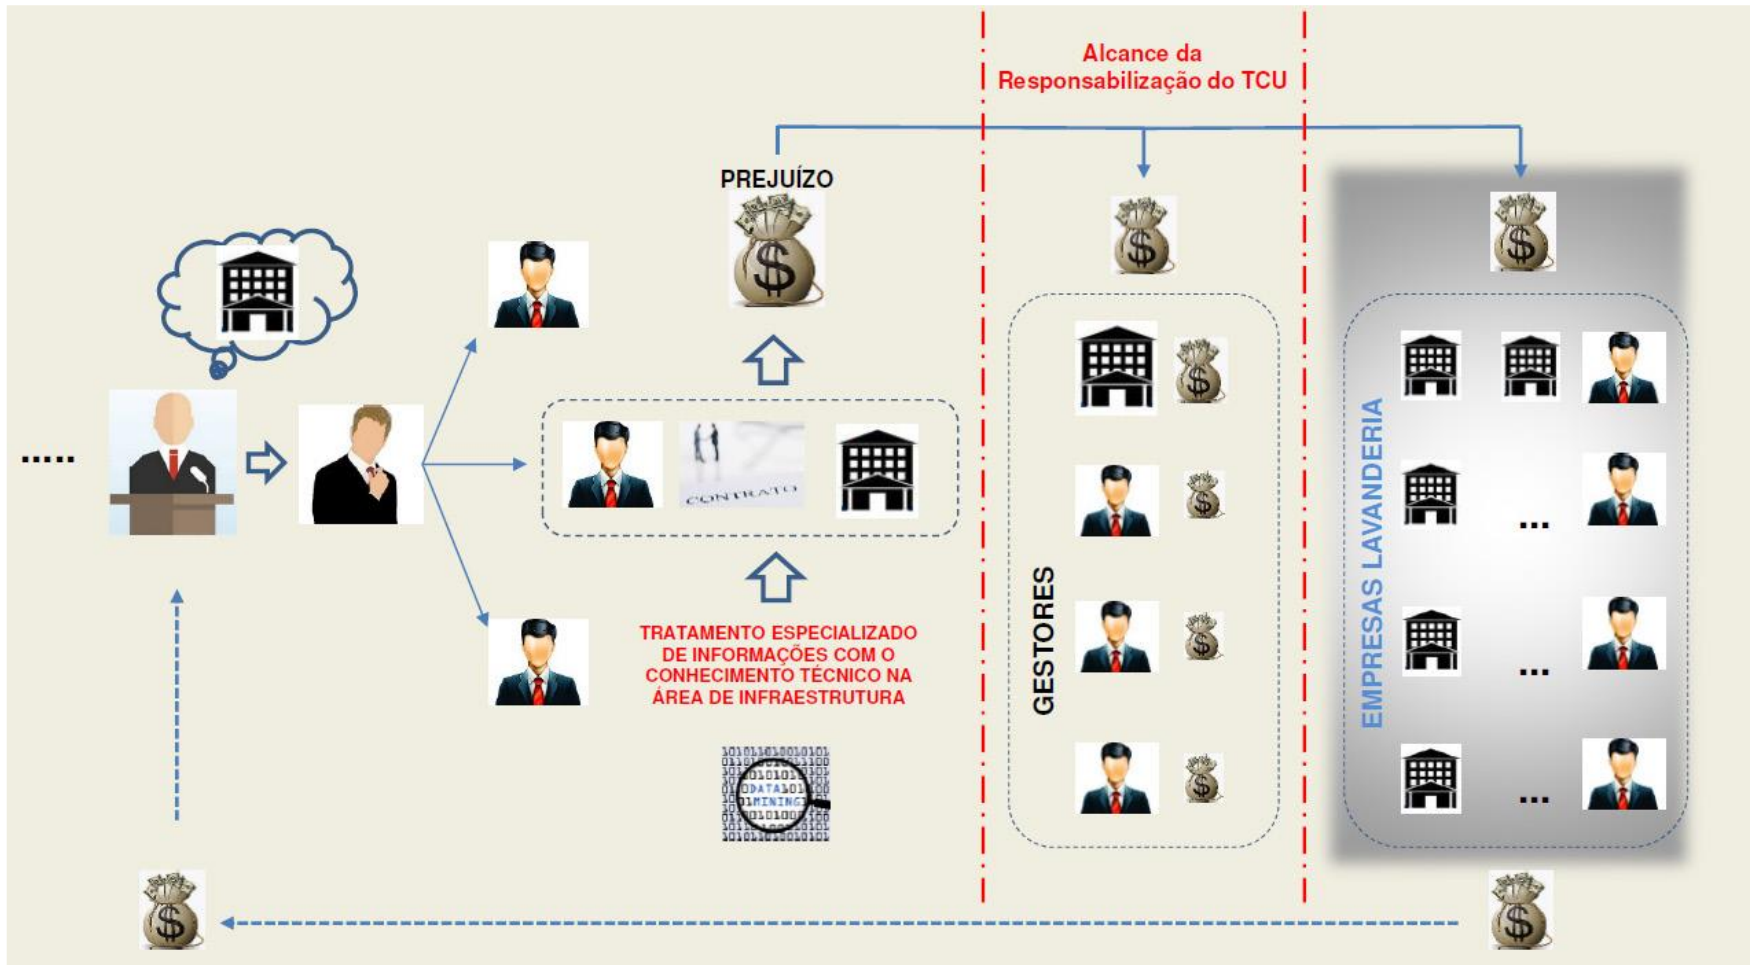 Alcance da
Responsabilização do TCU
PREJUÍZO
.....
CONTRATO
TRATAMENTO ESPECIALIZADO
DE INFORMAÇÕES COM O
CONHECIMENTO TÉCNICO NA
ÁREA DE INFRAESTRUTURA
DATA
MINING
GESTORES
EMPRESAS LAVANDERIA
...
...
...